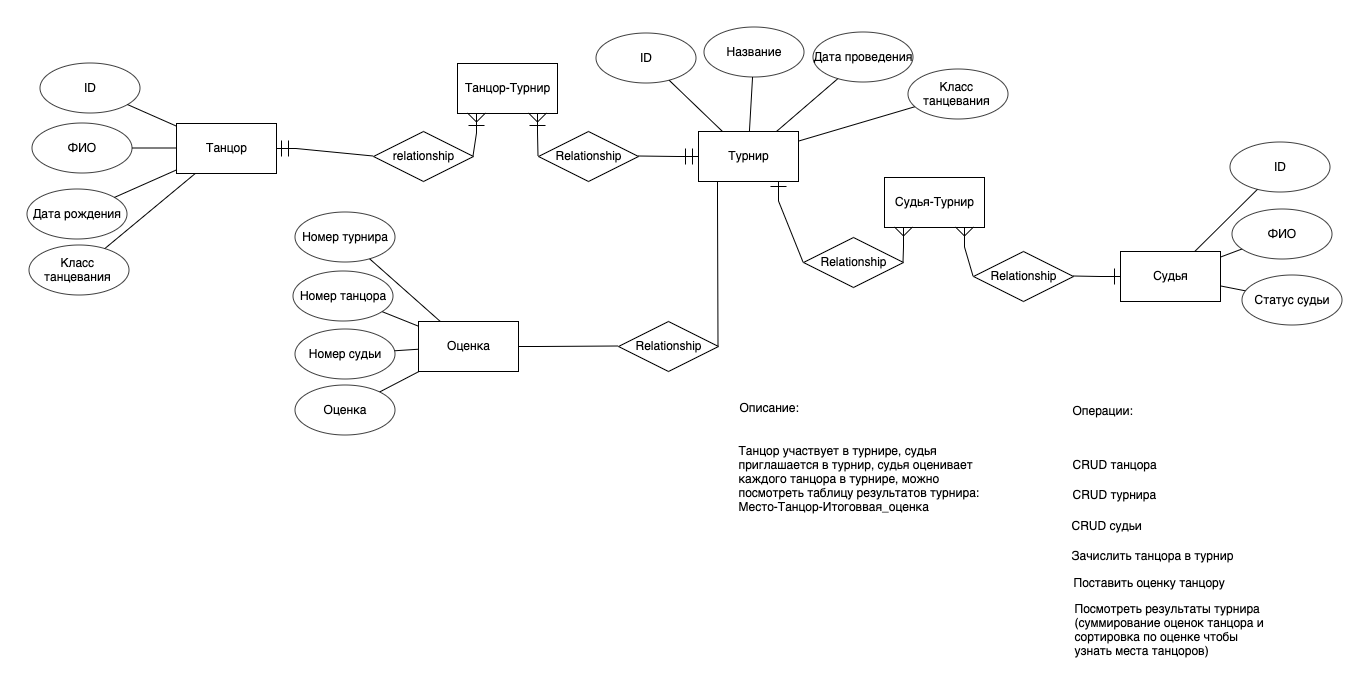 ID
ФИО
Дата рождения
Класс
танцевания
Танцор
relationship
Танцор-Турнир
Relationship
ID
Название
Дата проведения
Класс
танцевания
Турнир
Судья-Турнир
Relationship
Relationship
Судья
ID
ФИО
Статус судьи
Номер турнира
Номер танцора
Номер судьи
Оценка
Оценка
Relationship
Описание:
Танцор участвует в турнире, судья
приглашается в турнир, судья оценивает
каждого танцора в турнире, можно
посмотреть таблицу результатов турнира:
Место-Танцор-Итоговвая_оценка
Операции:
CRUD танцора
CRUD турнира
CRUD судьи
Зачислить танцора в турнир
Поставить оценку танцору
Посмотреть результаты турнира
(суммирование оценок танцора и
сортировка по оценке чтобы
узнать места танцоров)